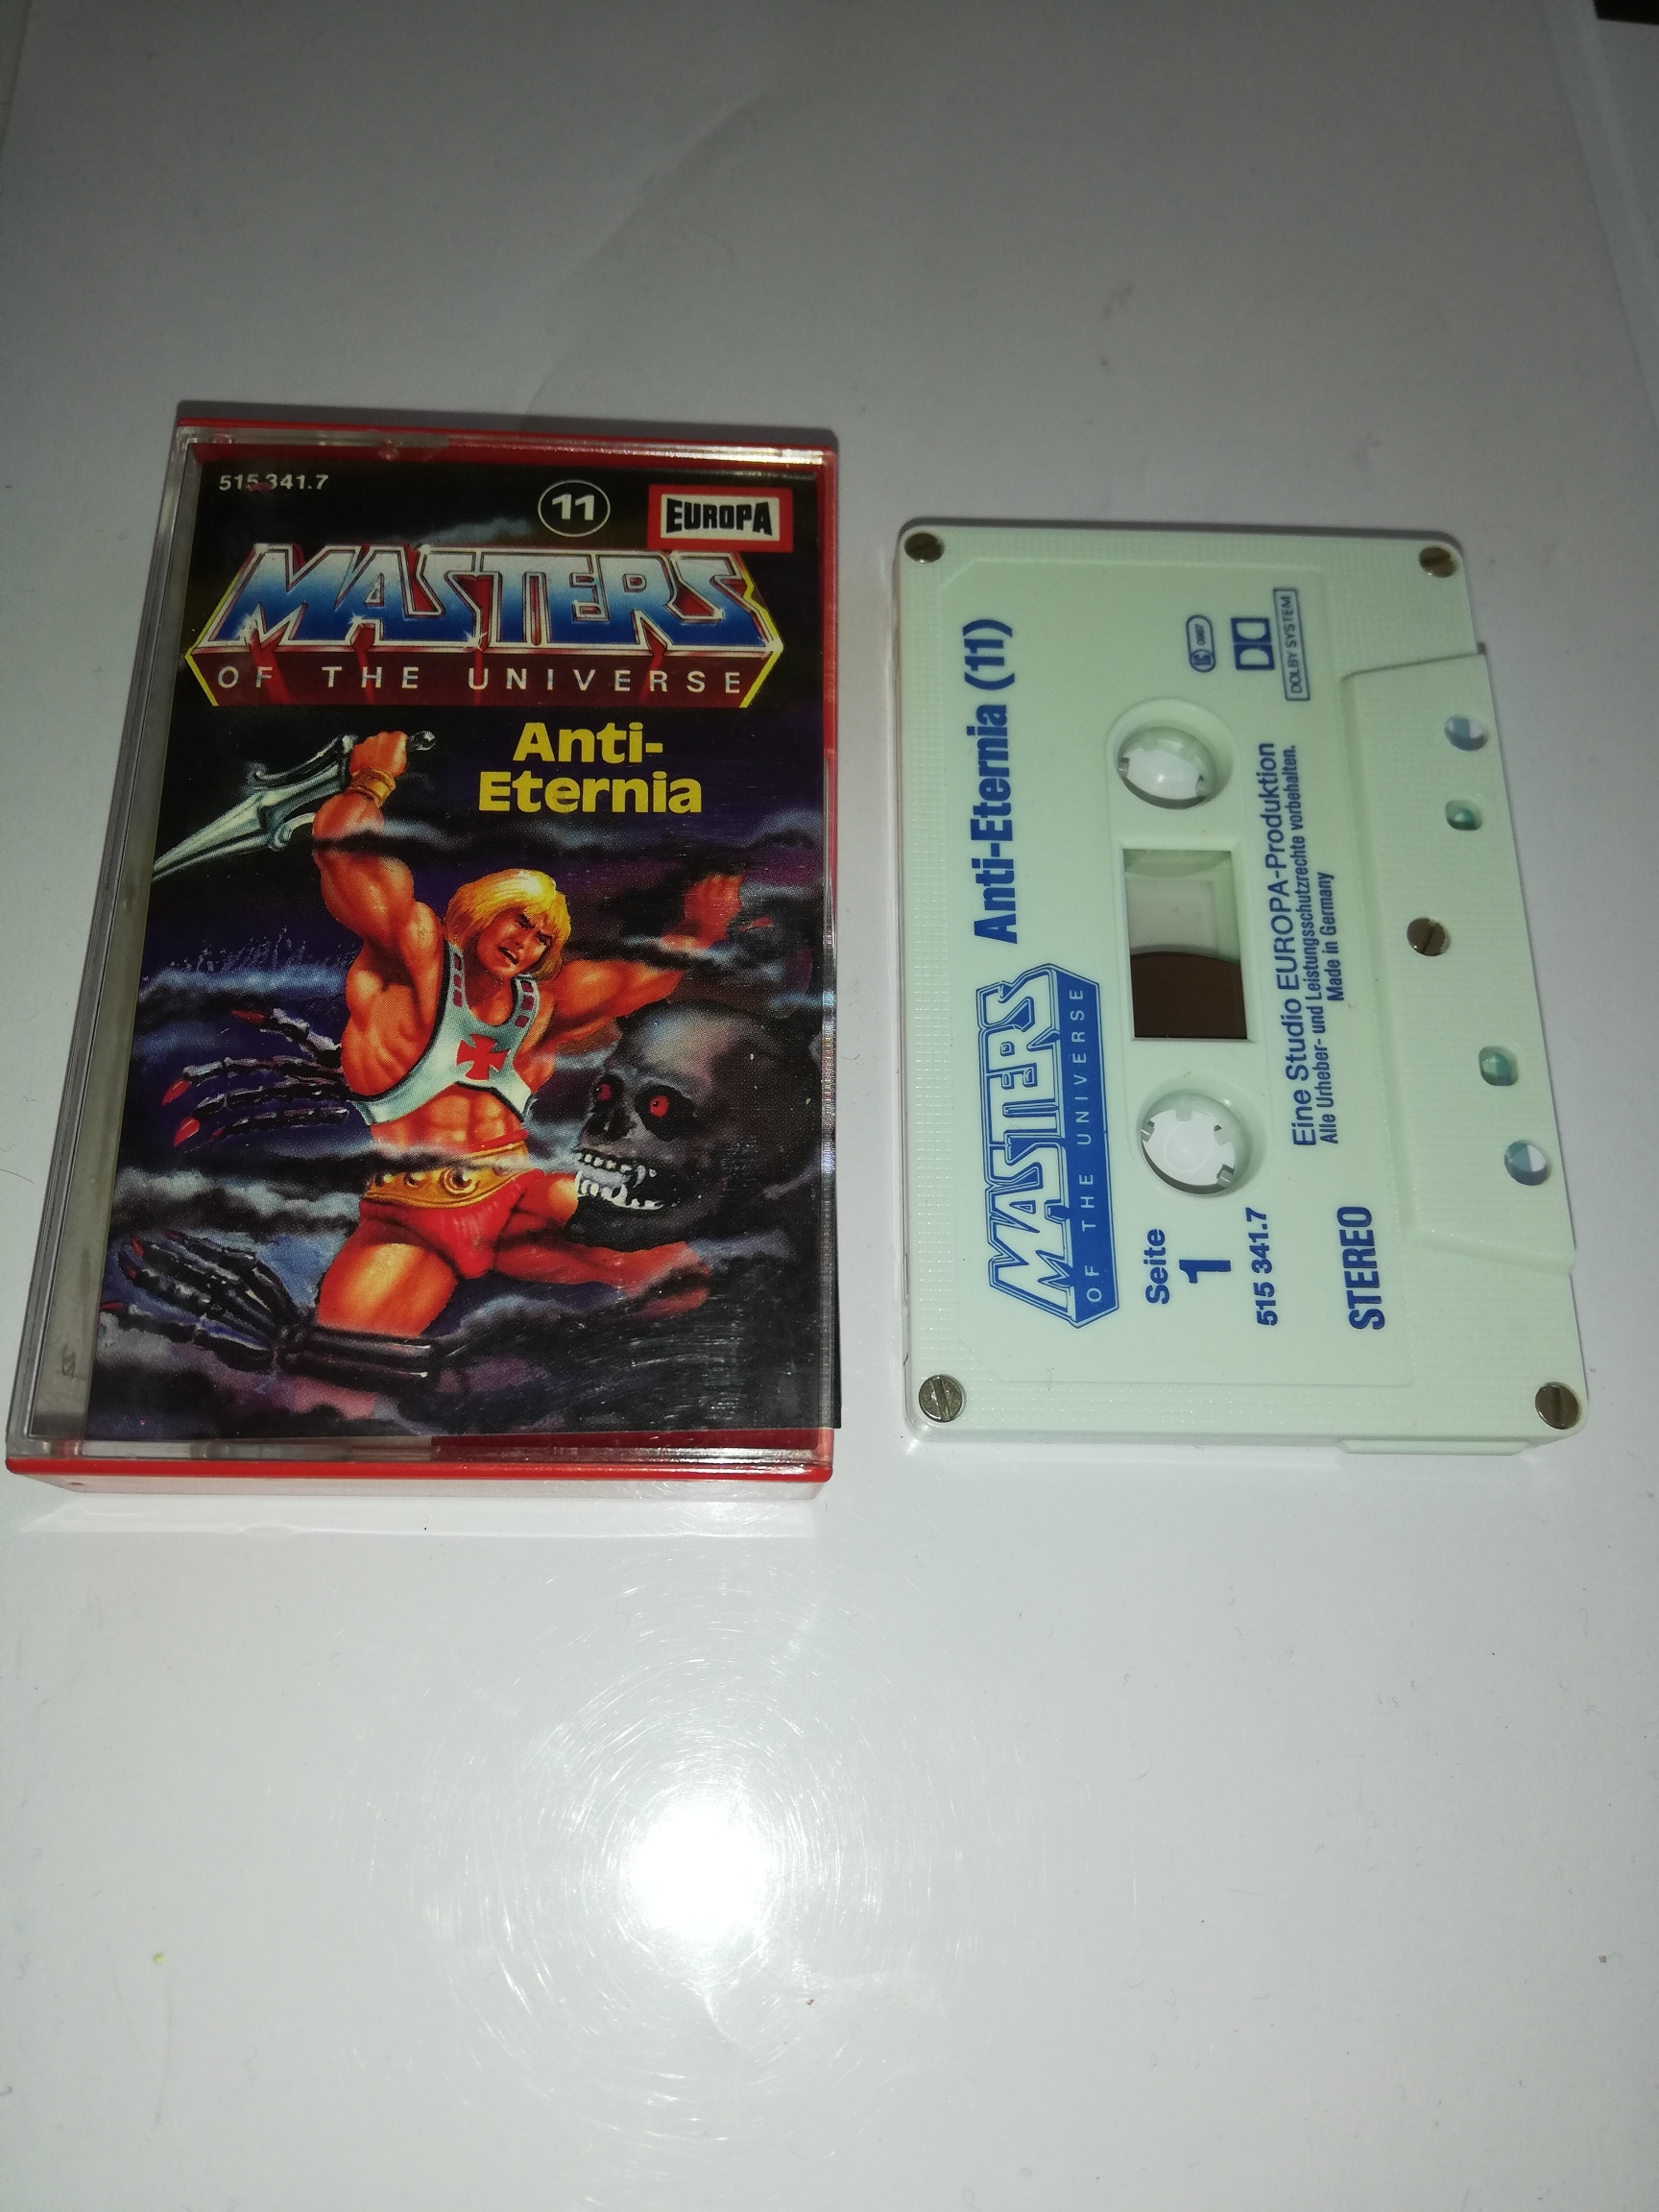 515 341.7
11
EUROPA
MASTERS
OF THE UNIVERSE
Anti-
Eternia
MASTERS
OF THE UNIVERSE
Anti-Eternia (11)
Seite
1
515 341.7
STEREO
LC 0007
DOLBY SYSTEM
Eine Studio EUROPA-Produktion
Alle Urheber- und Leistungsschutzrechte vorbehalten.
Made in Germany